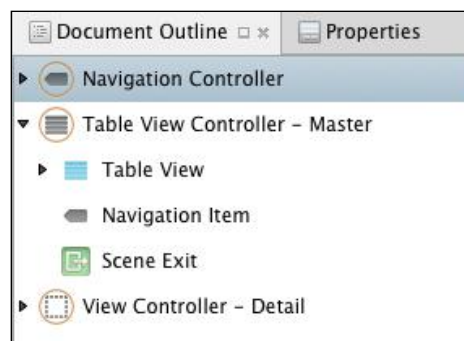 Document Outline Properties
Navigation Controller
Table View Controller – Master
Table View
Navigation Item
Scene Exit
View Controller – Detail